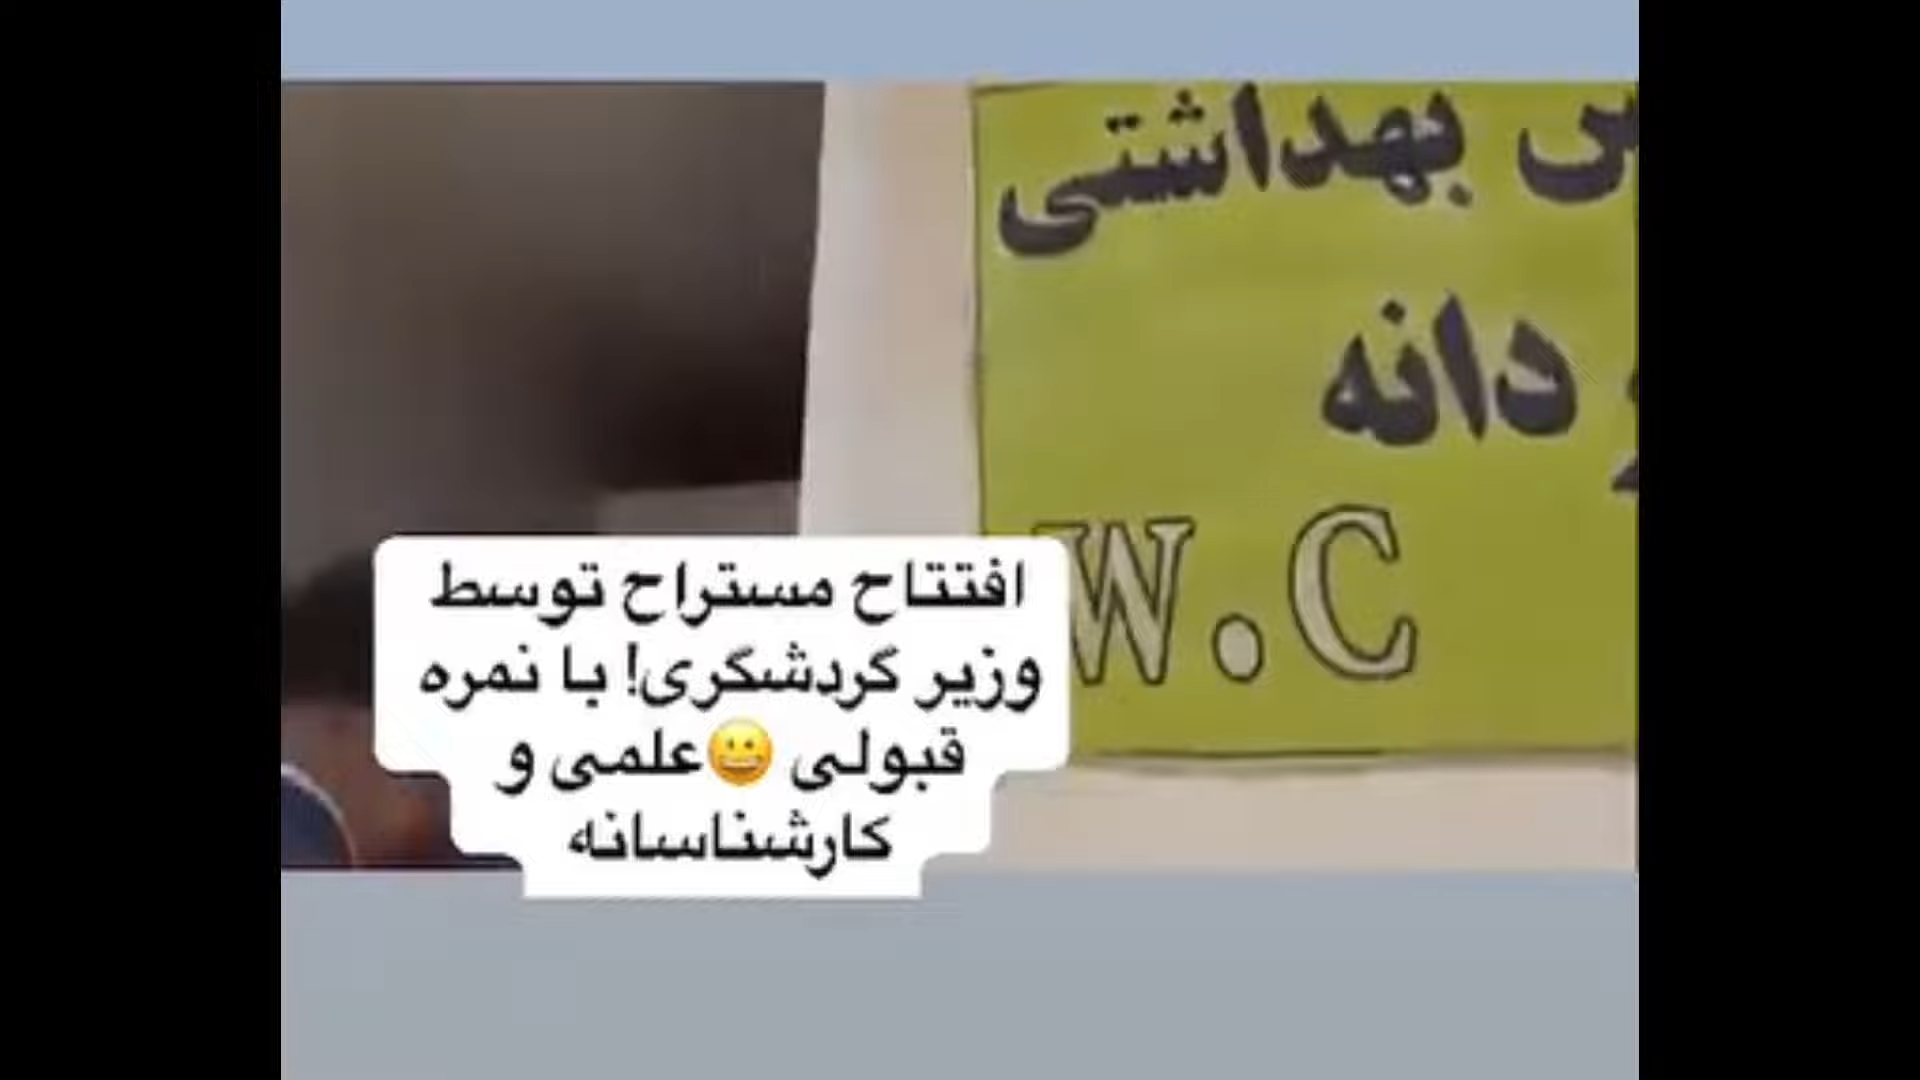 بهداشتی
دانه
W.C
افتتاح مستراح توسط
وزیر گردشگری! با نمره
قبولی 😀علمی و
کارشناسانه